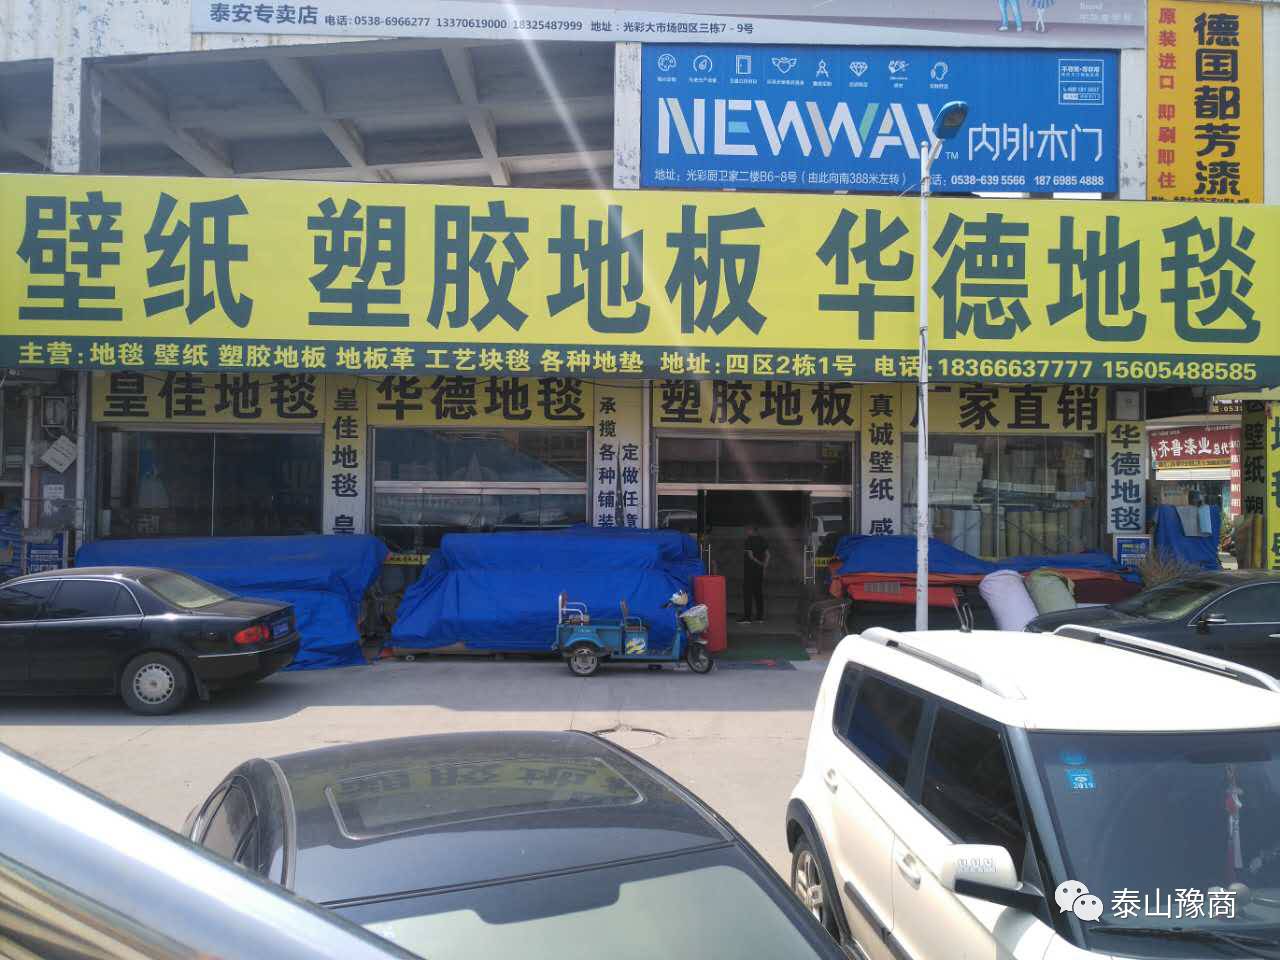 泰安专卖店 电话:0538-6966277 13370619000 18325487999 地址:光彩大市场四区三栋7-9号
NEWWAY TM 内外木门
地址:光彩厨卫家二楼B6-8号(由此向南388米左转) 电话:0538-639 5566 187 6985 4888
原装进口 即刷即住
德国都芳漆
壁纸 塑胶地板 华德地毯
主营:地毯 壁纸 塑胶地板 地板革 工艺块毯 各种地垫 地址:四区2栋1号 电话:18366637777 15605488585
皇佳地毯
皇佳地毯 皇
华德地毯
承揽各种铺装
定做任意
塑胶地板
真诚壁纸 感
厂家直销
华德地毯
齐鲁泰业
壁纸
2019
泰山豫商